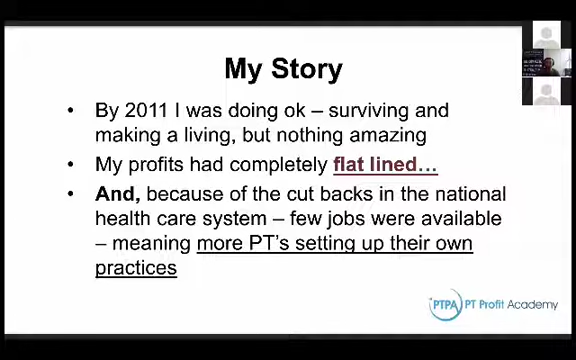 My Story
• By 2011 I was doing ok – surviving and
making a living, but nothing amazing
• My profits had completely flat lined…
• And, because of the cut backs in the national
health care system – few jobs were available
– meaning more PT's setting up their own
practices
PTPA PT Profit Academy